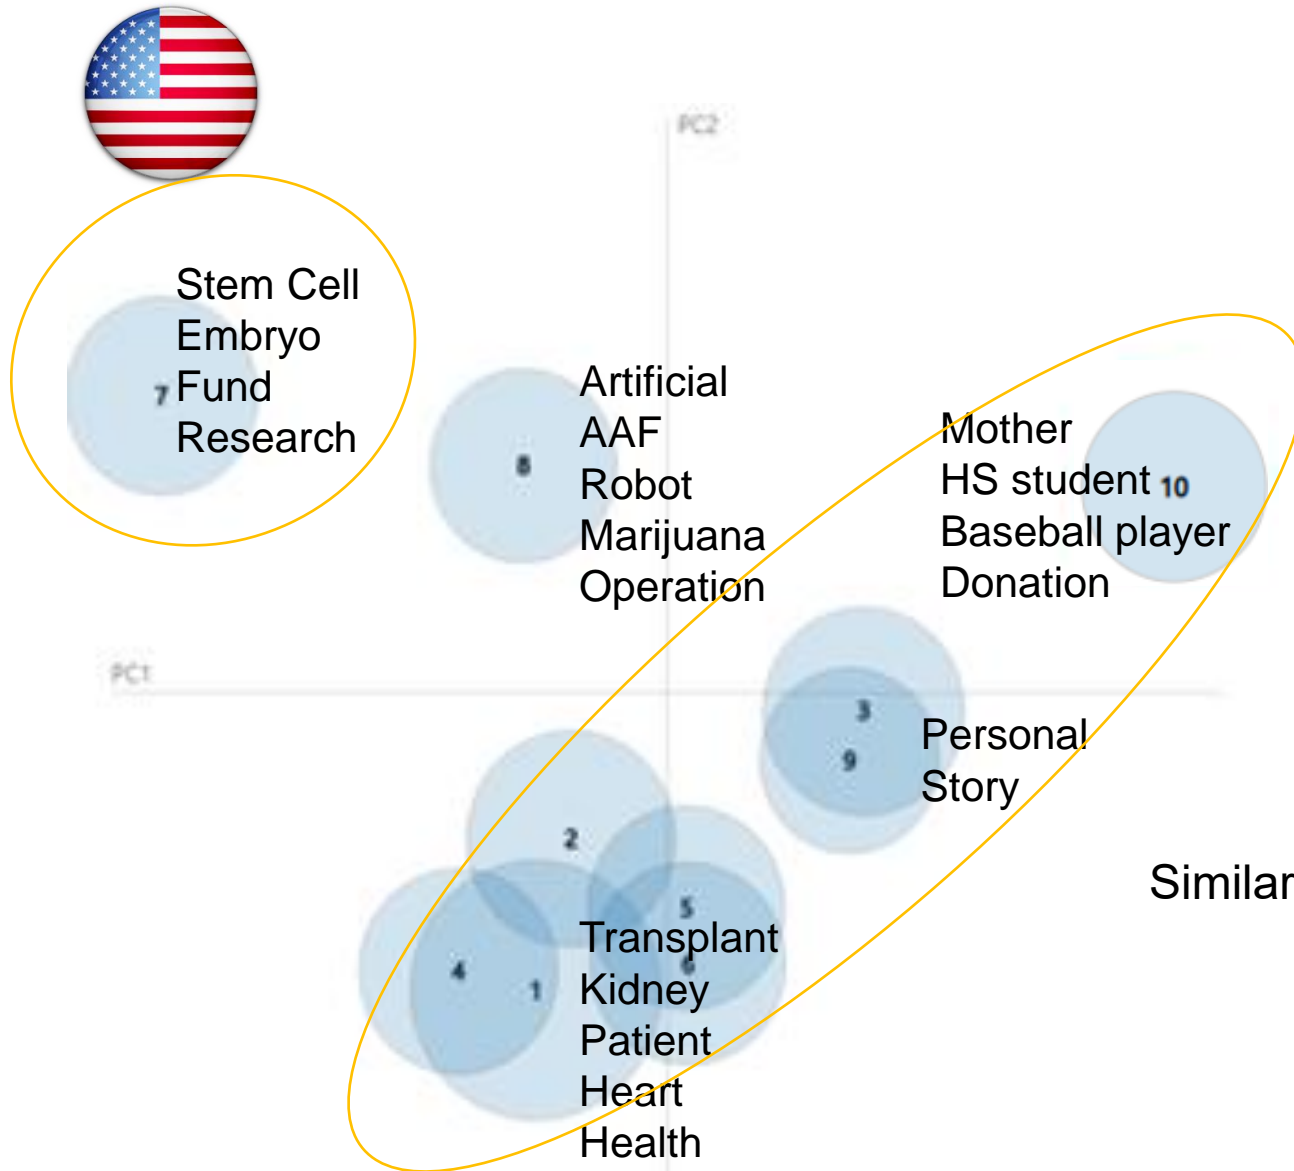 PC2
Stem Cell
Embryo
7 Fund
Research
8
Artificial
AAF
Robot
Marijuana
Operation
Mother
HS student 10
Baseball player
Donation
PC1
3
9
Personal
Story
2
5
Similar
4
1
6
Transplant
Kidney
Patient
Heart
Health